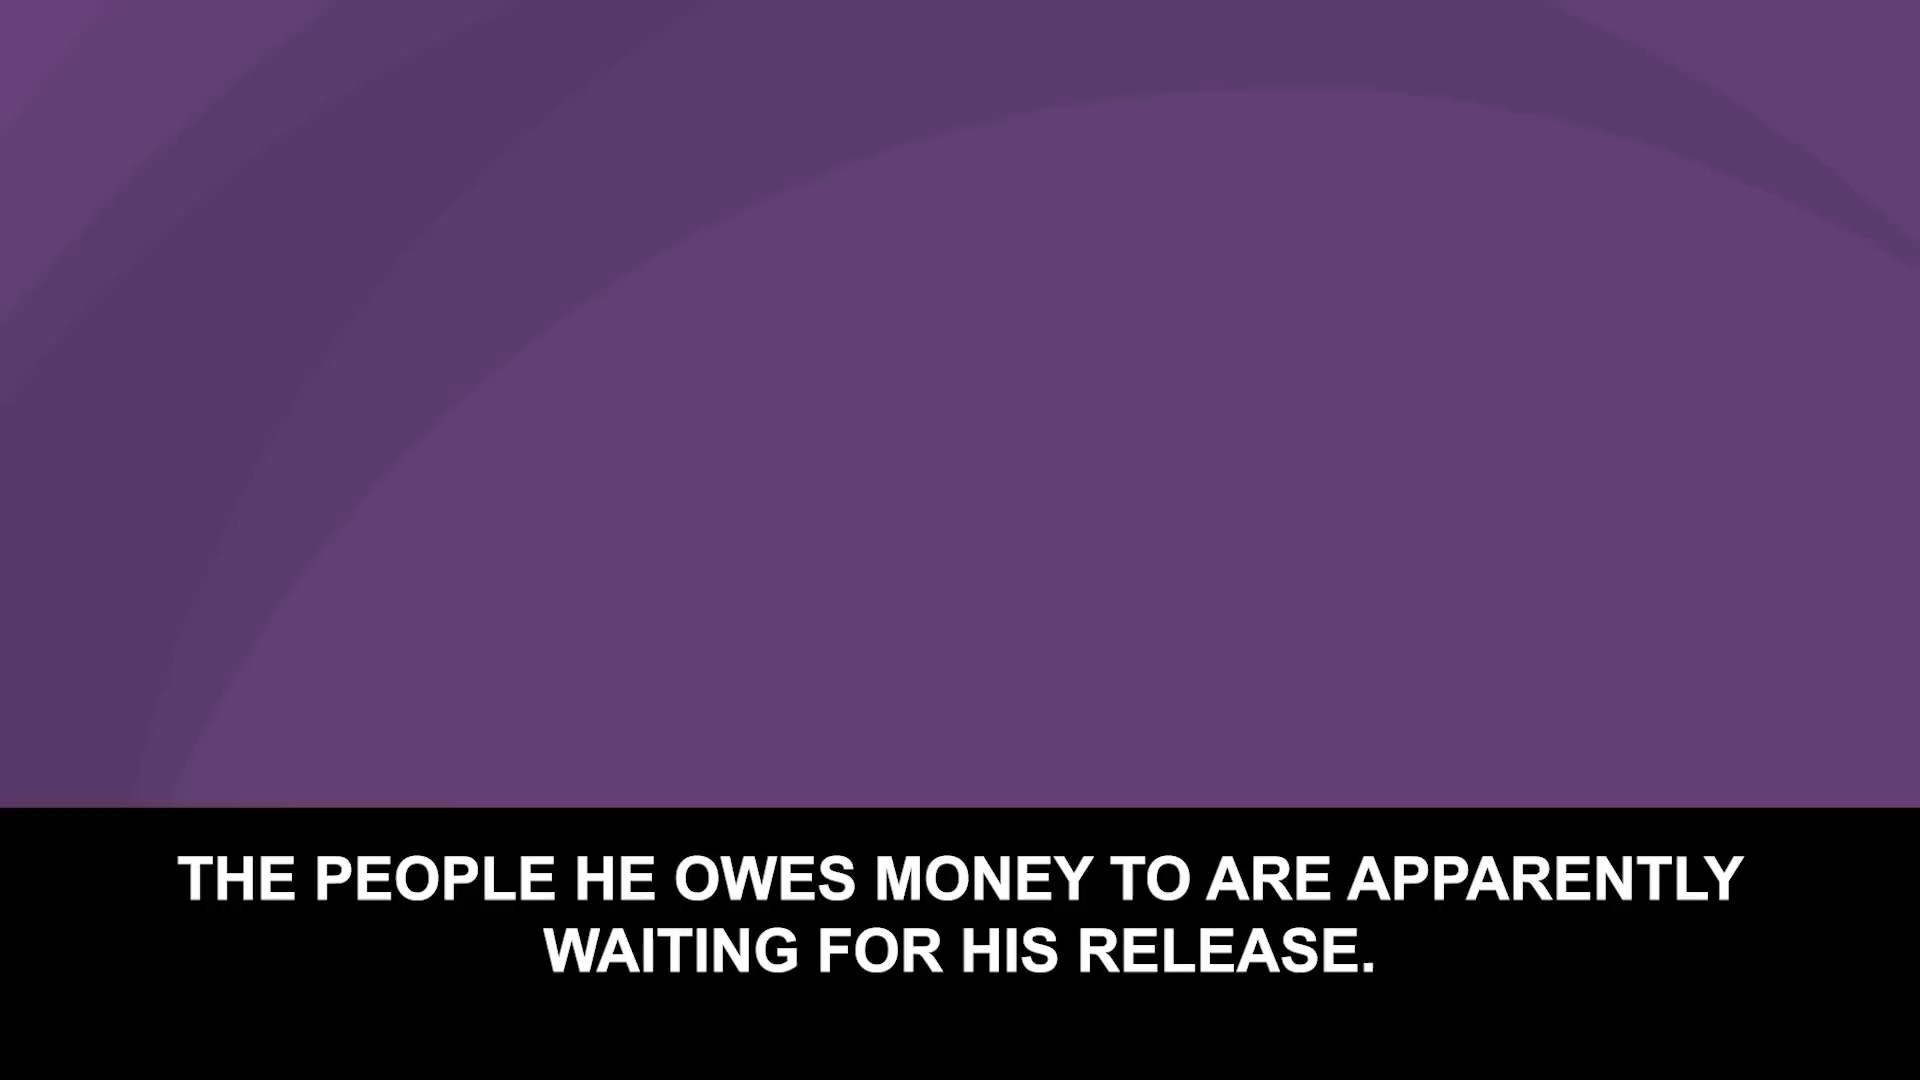 THE PEOPLE HE OWES MONEY TO ARE APPARENTLY
WAITING FOR HIS RELEASE.